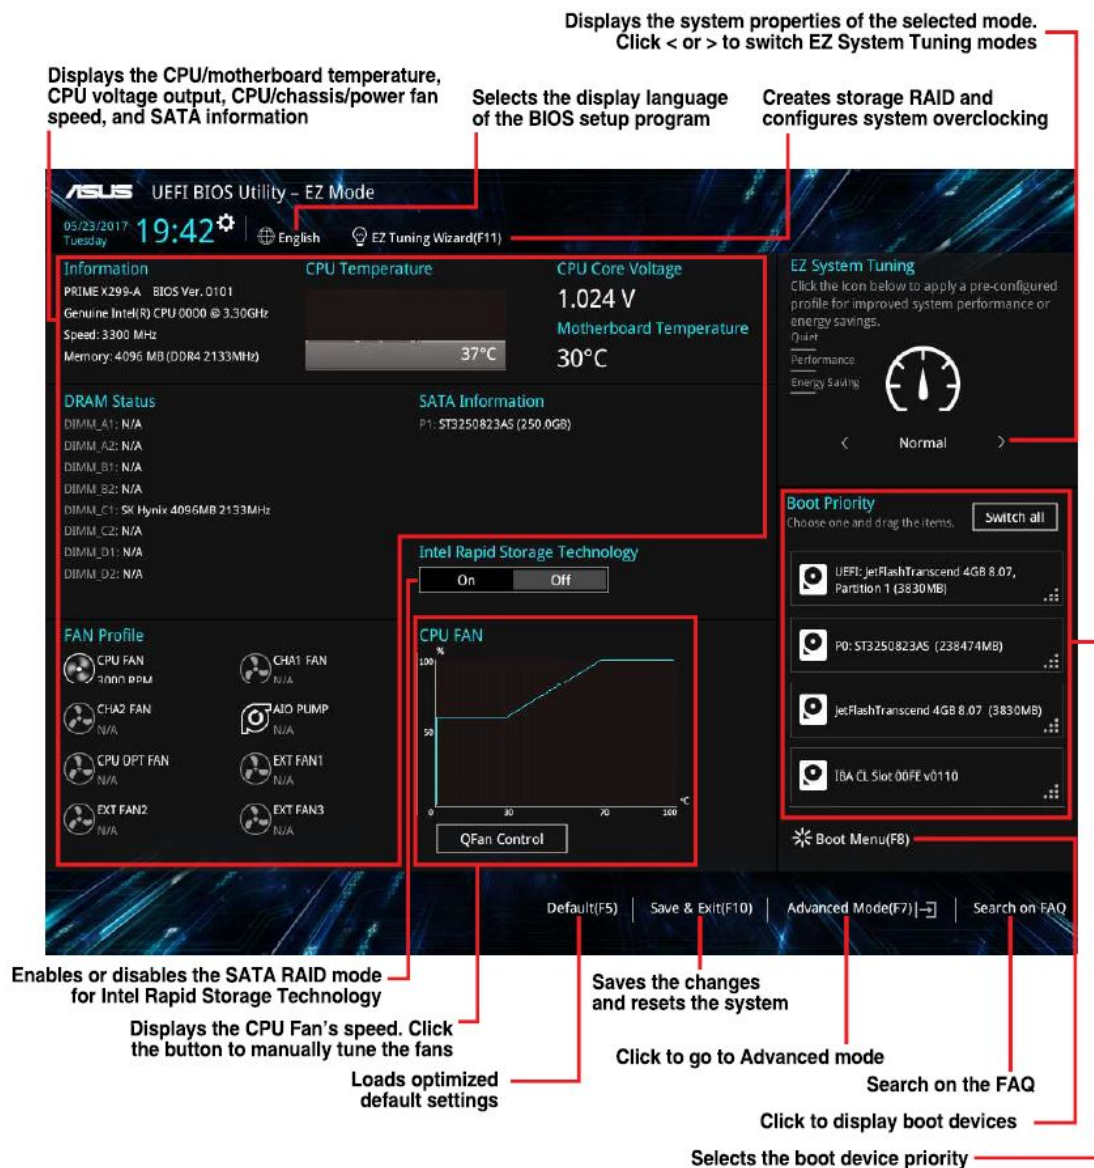 Displays the system properties of the selected mode.
Click < or > to switch EZ System Tuning modes
Displays the CPU/motherboard temperature,
CPU voltage output, CPU/chassis/power fan
speed, and SATA information
Selects the display language
of the BIOS setup program
Creates storage RAID and
configures system overclocking
ASUS UEFI BIOS Utility – EZ Mode
05/23/2017
Tuesday
19:42
English
EZ Tuning Wizard(F11)
Information
PRIME X299-A BIOS Ver. 0101
Genuine Intel(R) CPU 0000 @ 3.30GHz
Speed: 3300 MHz
Memory: 4096 MB (DDR4 2133MHz)
CPU Temperature
37°C
CPU Core Voltage
1.024 V
Motherboard Temperature
30°C
EZ System Tuning
Click the icon below to apply a pre-configured
profile for improved system performance or
energy savings.
Quiet
Performance
Energy Saving
< Normal >
DRAM Status
DIMM_A1: N/A
DIMM_A2: N/A
DIMM_B1: N/A
DIMM_B2: N/A
DIMM_C1: SK Hynix 4096MB 2133MHz
DIMM_C2: N/A
DIMM_D1: N/A
DIMM_D2: N/A
SATA Information
P1: ST3250823AS (250.0GB)
Intel Rapid Storage Technology
On Off
Boot Priority
Choose one and drag the items.
Switch all
UEFI: JetFlashTranscend 4GB 8.07,
Partition 1 (3830MB)
P0: ST3250823AS (238474MB)
JetFlashTranscend 4GB 8.07 (3830MB)
IBA CL Slot 00FE v0110
Boot Menu(F8)
FAN Profile
CPU FAN
3000 RPM
CHA1 FAN
N/A
CHA2 FAN
N/A
AIO PUMP
N/A
CPU OPT FAN
N/A
EXT FAN1
N/A
EXT FAN2
N/A
EXT FAN3
N/A
CPU FAN
%
100
50
0 30 70 100
°C
QFan Control
Default(F5) | Save & Exit(F10) | Advanced Mode(F7) | Search on FAQ
Enables or disables the SATA RAID mode
for Intel Rapid Storage Technology
Saves the changes
and resets the system
Displays the CPU Fan's speed. Click
the button to manually tune the fans
Click to go to Advanced mode
Loads optimized
default settings
Search on the FAQ
Click to display boot devices
Selects the boot device priority